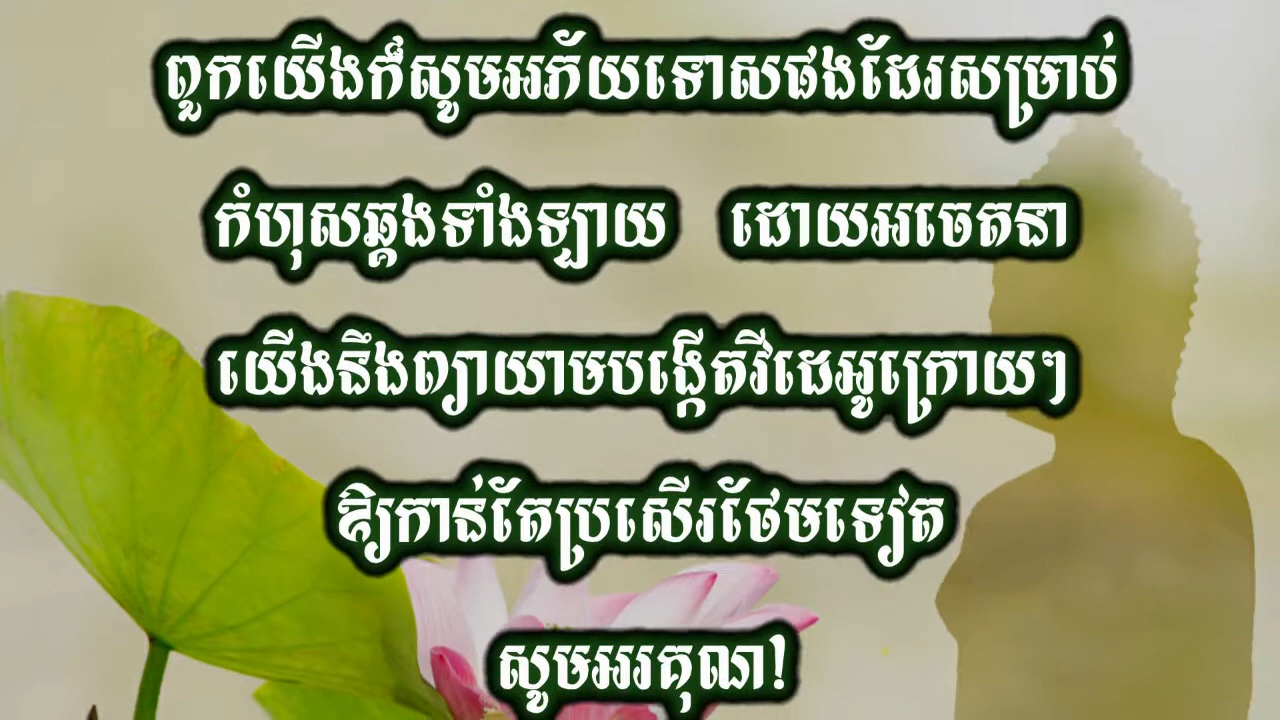 ពួកយើងក៏សូមអភ័យទោសផងដែរសម្រាប់
កំហុសឆ្គងទាំងឡាយ ដោយអចេតនា
យើងនឹងព្យាយាមបង្កើតវីដេអូក្រោយៗ
ឱ្យកាន់តែប្រសើរថែមទៀត
សូមអរគុណ!